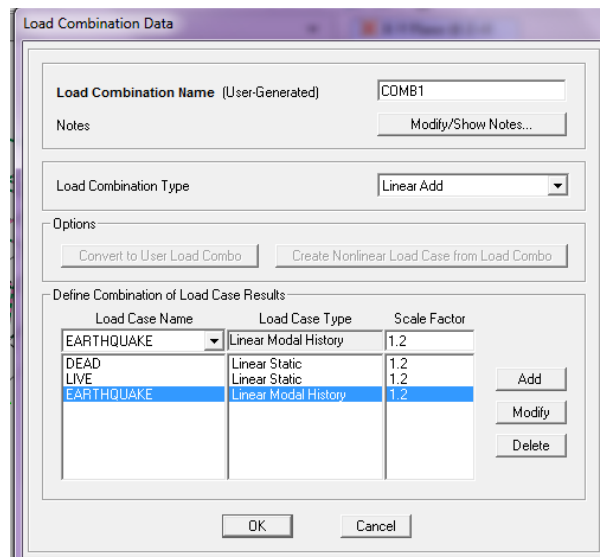 Load Combination Data
Load Combination Name (User-Generated) COMB1
Notes Modify/Show Notes...
Load Combination Type Linear Add
Options
Convert to User Load Combo Create Nonlinear Load Case from Load Combo
Define Combination of Load Case Results
Load Case Name Load Case Type Scale Factor
EARTHQUAKE Linear Modal History 1.2
DEAD Linear Static 1.2
LIVE Linear Static 1.2
EARTHQUAKE Linear Modal History 1.2
Add
Modify
Delete
OK Cancel